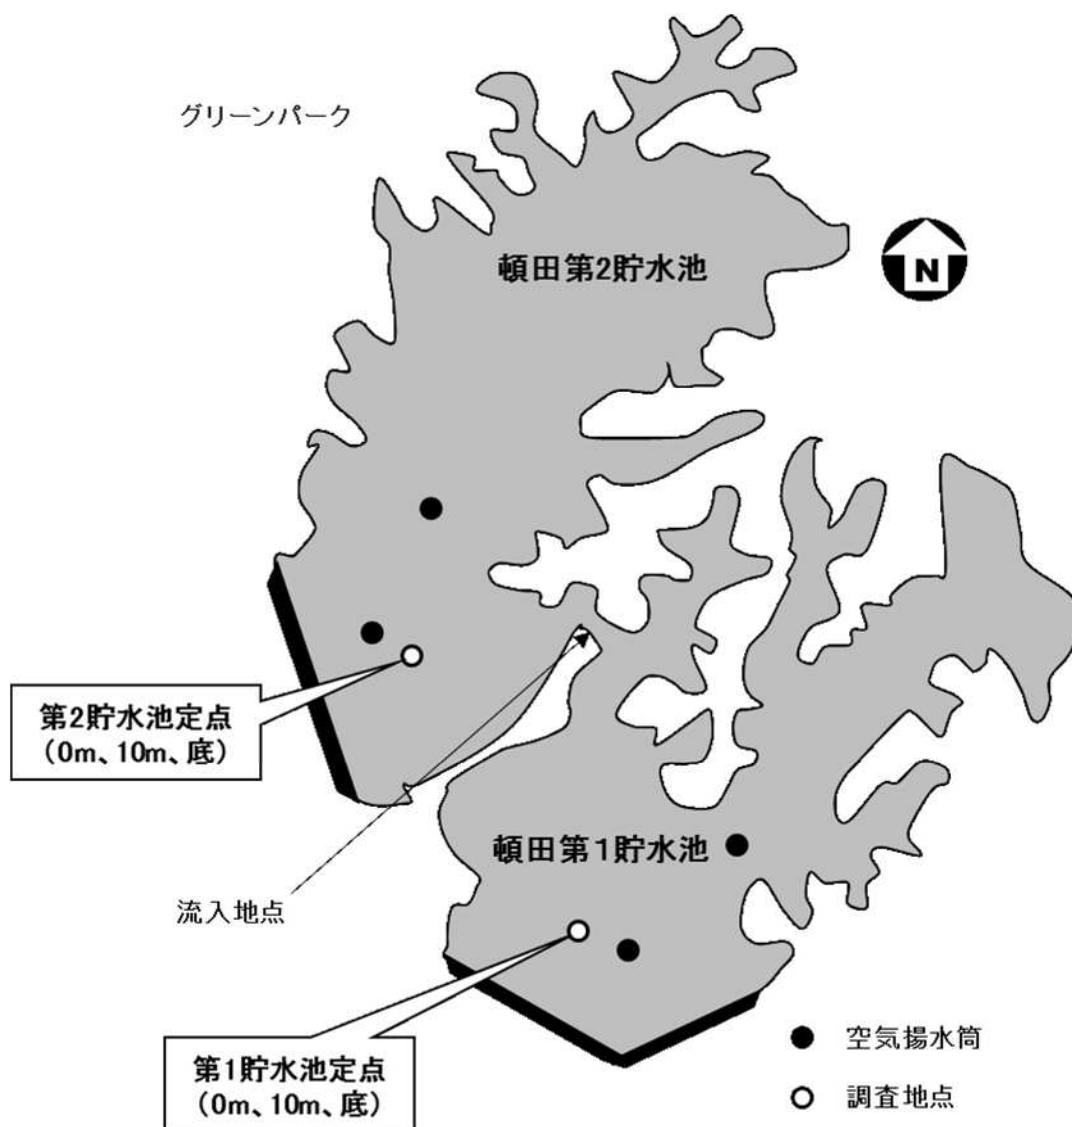 グリーンパーク
頓田第2貯水池
N
第2貯水池定点
（0m、10m、底）
頓田第１貯水池
流入地点
第1貯水池定点
（0m、10m、底）
空気揚水筒
調査地点